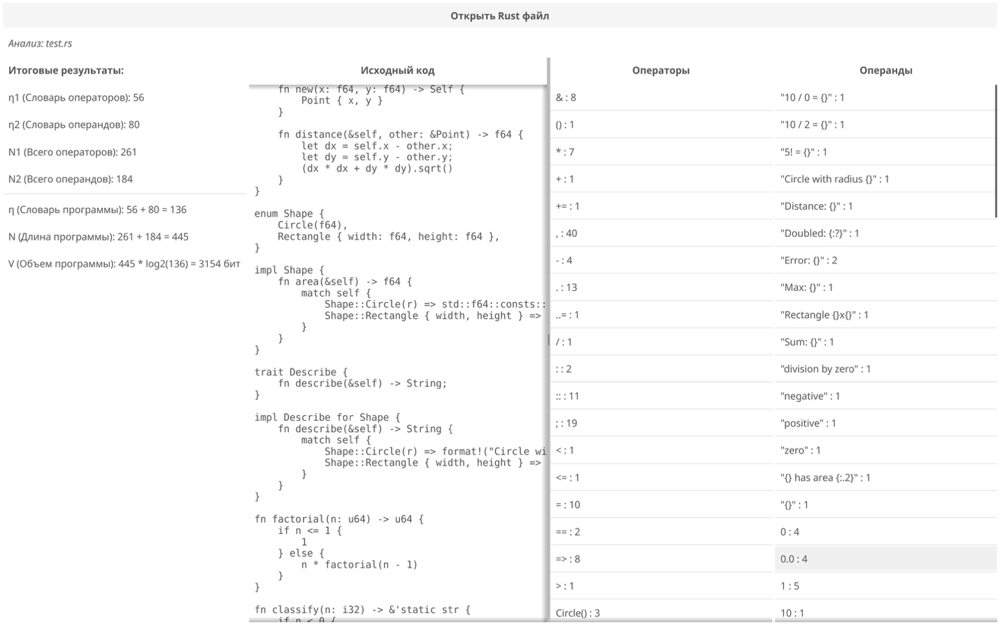 Открыть Rust файл
Анализ: test.rs
Итоговые результаты:
η1 (Словарь операторов): 56
η2 (Словарь операндов): 80
N1 (Всего операторов): 261
N2 (Всего операндов): 184
η (Словарь программы): 56 + 80 = 136
N (Длина программы): 261 + 184 = 445
V (Объем программы): 445 * log2(136) = 3154 бит
Исходный код
    fn new(x: f64, y: f64) -> Self {
        Point { x, y }
    }
    fn distance(&self, other: &Point) -> f64 {
        let dx = self.x - other.x;
        let dy = self.y - other.y;
        (dx * dx + dy * dy).sqrt()
    }
}
enum Shape {
    Circle(f64),
    Rectangle { width: f64, height: f64 },
}
impl Shape {
    fn area(&self) -> f64 {
        match self {
            Shape::Circle(r) => std::f64::consts::
            Shape::Rectangle { width, height } =>
        }
    }
}
trait Describe {
    fn describe(&self) -> String;
}
impl Describe for Shape {
    fn describe(&self) -> String {
        match self {
            Shape::Circle(r) => format!("Circle wi
            Shape::Rectangle { width, height } =>
        }
    }
}
fn factorial(n: u64) -> u64 {
    if n <= 1 {
        1
    } else {
        n * factorial(n - 1)
    }
}
fn classify(n: i32) -> &'static str {
    if n < 0 {
Операторы
& : 8
() : 1
* : 7
+ : 1
+= : 1
, : 40
- : 4
. : 13
..= : 1
/ : 1
: : 2
:: : 11
; : 19
< : 1
<= : 1
= : 10
== : 2
=> : 8
> : 1
Circle() : 3
Операнды
"10 / 0 = {}" : 1
"10 / 2 = {}" : 1
"5! = {}" : 1
"Circle with radius {}" : 1
"Distance: {}" : 1
"Doubled: {:?}" : 1
"Error: {}" : 2
"Max: {}" : 1
"Rectangle {}x{}" : 1
"Sum: {}" : 1
"division by zero" : 1
"negative" : 1
"positive" : 1
"zero" : 1
"{} has area {:.2}" : 1
"{}" : 1
0 : 4
0.0 : 4
1 : 5
10 : 1